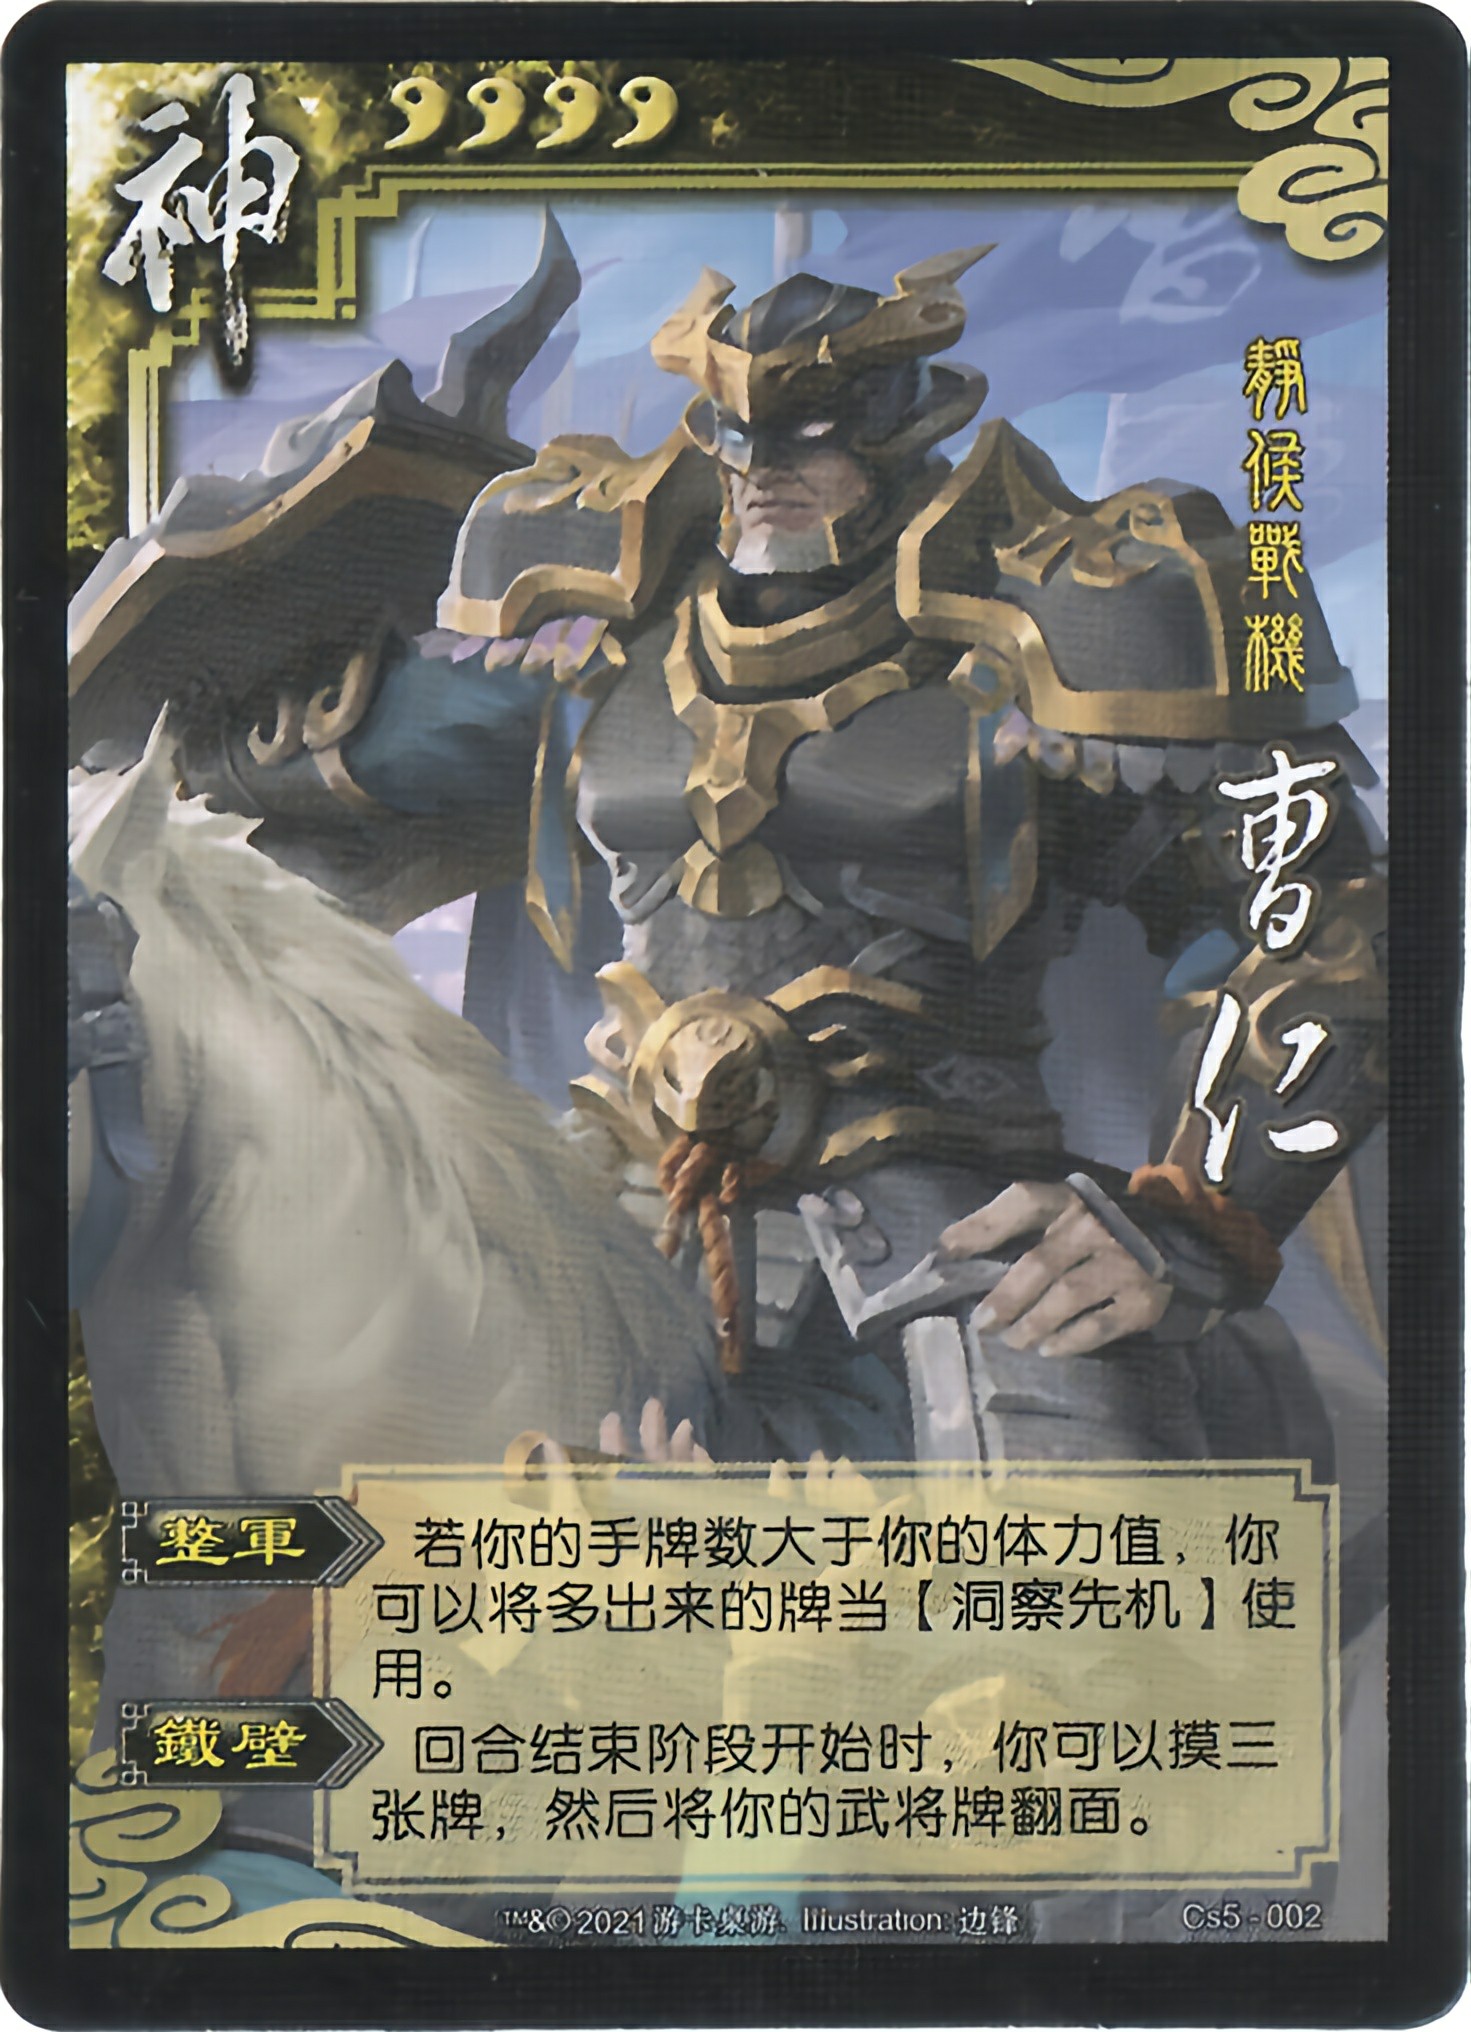 神
靜候戰機
曹仁
整軍
若你的手牌数大于你的体力值，你
可以将多出来的牌当【洞察先机】使
用。
鐵壁
回合结束阶段开始时，你可以摸三
张牌，然后将你的武将牌翻面。
™&©2021游卡桌游. Illustration: 边锋
Cs5-002